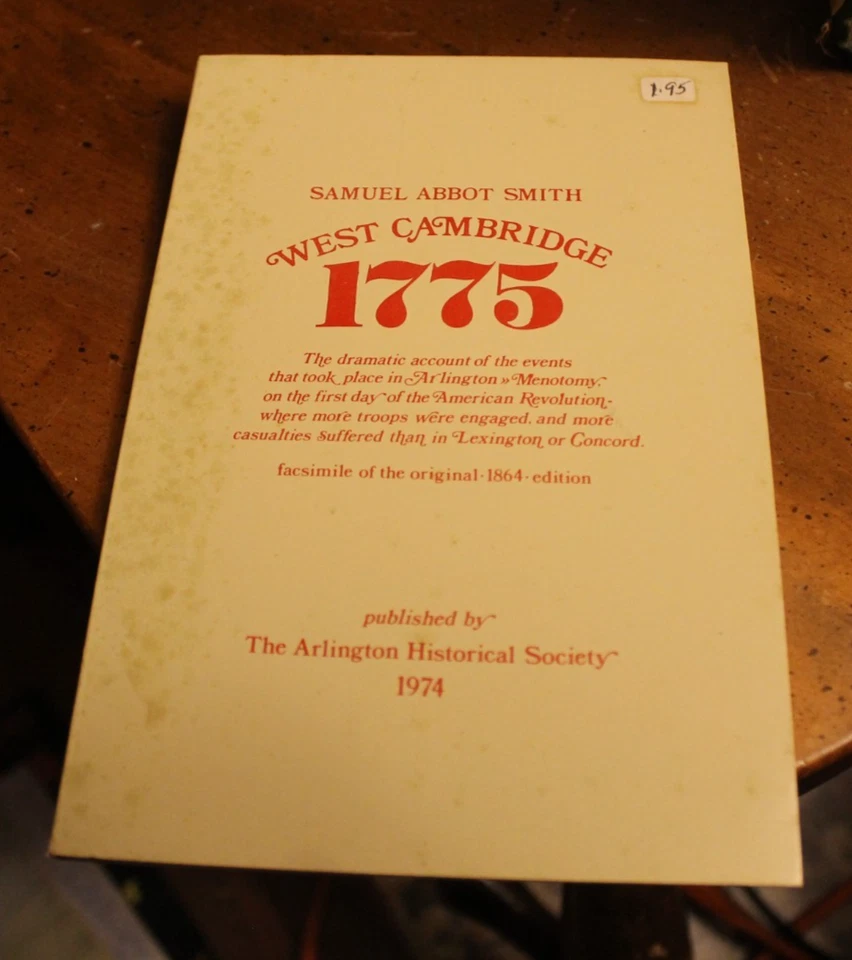 1.95
SAMUEL ABBOT SMITH
WEST CAMBRIDGE
1775
The dramatic account of the events
that took place in Arlington » Menotomy,
on the first day of the American Revolution-
where more troops were engaged, and more
casualties suffered than in Lexington or Concord.
facsimile of the original · 1864 · edition
published by
The Arlington Historical Society
1974